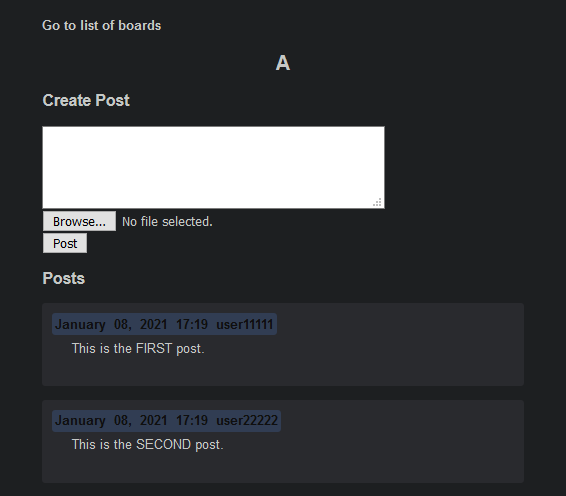 Go to list of boards
A
Create Post
Browse... No file selected.
Post
Posts
January 08, 2021 17:19 user11111
This is the FIRST post.
January 08, 2021 17:19 user22222
This is the SECOND post.